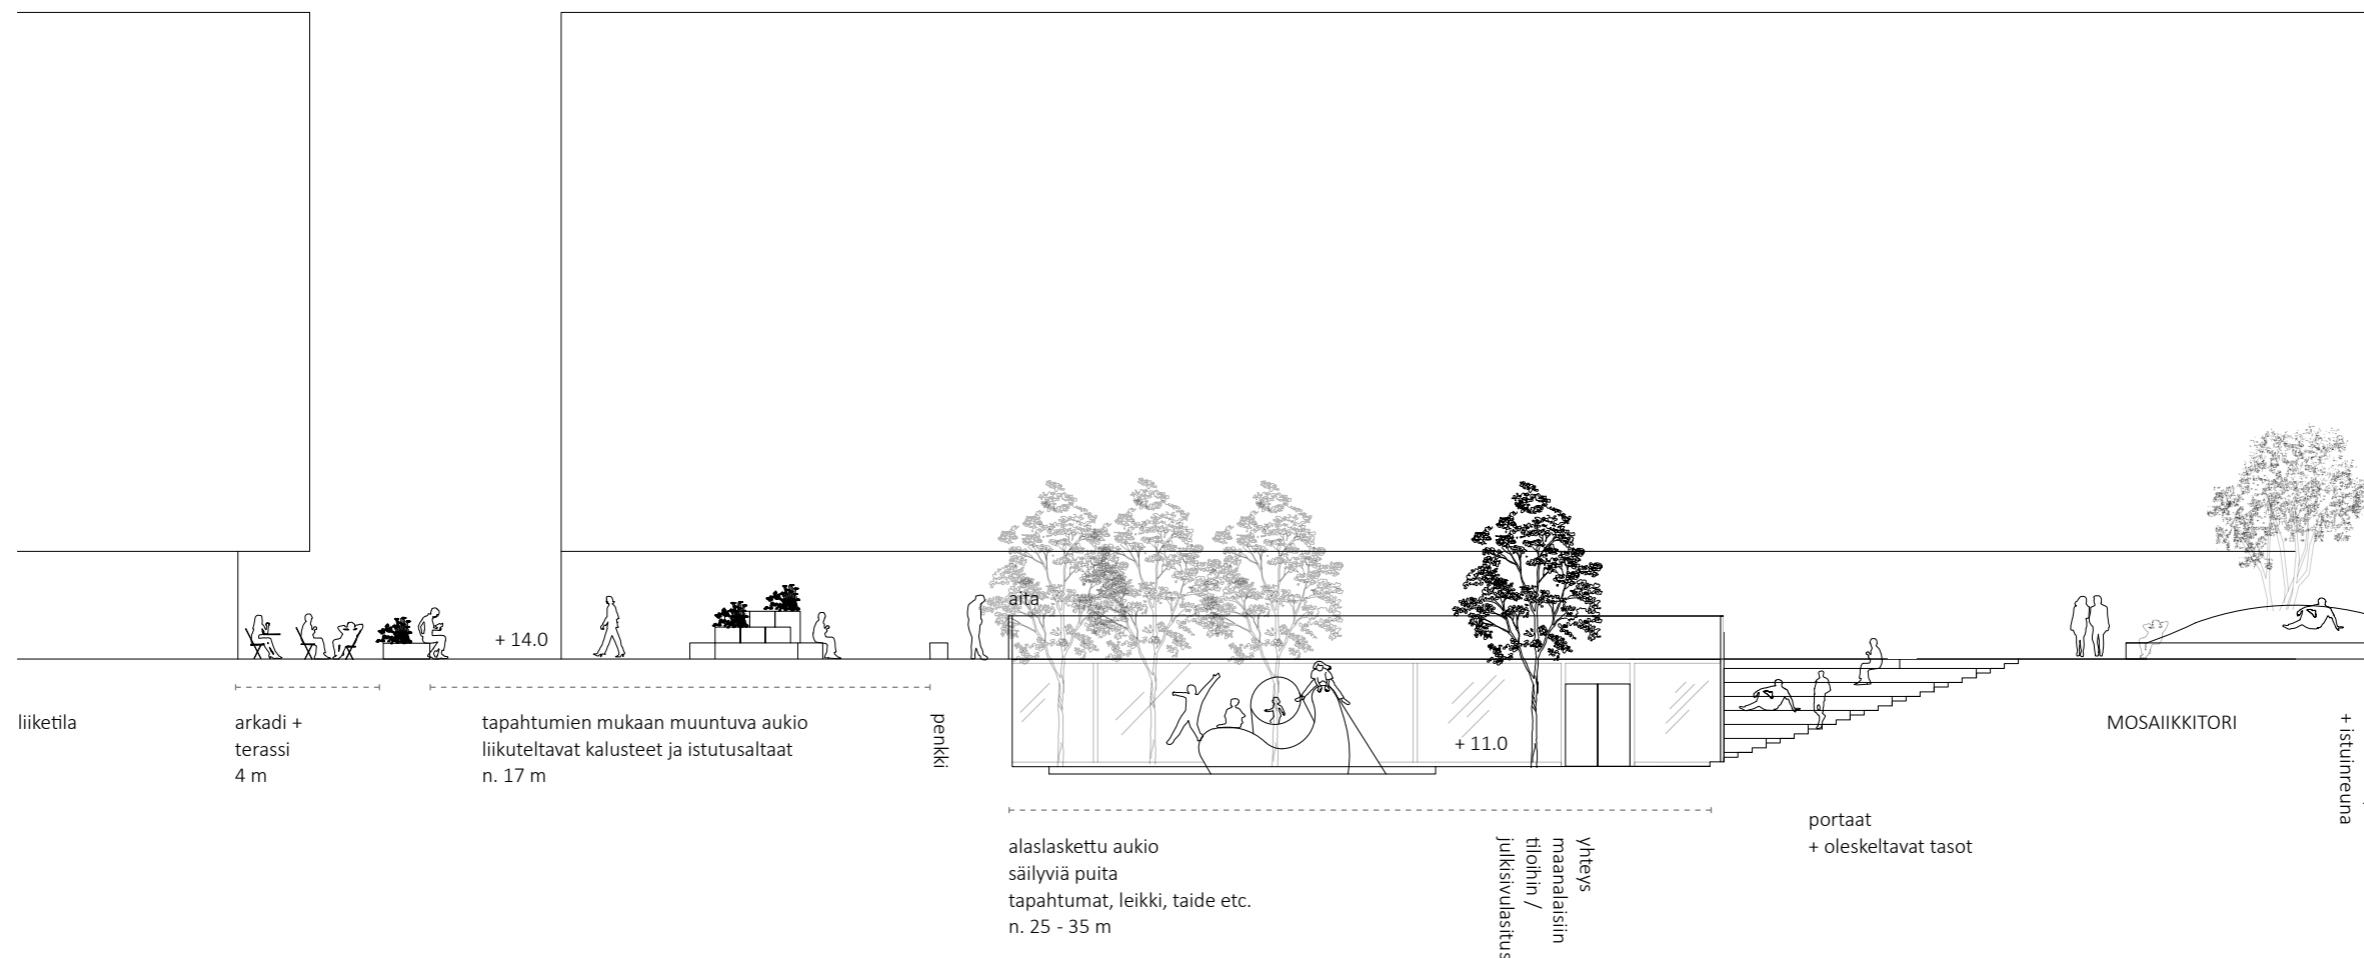 aita
+ 14.0
+ 11.0
liiketila
arkadi +
terassi
4 m
tapahtumien mukaan muuntuva aukio
liikuteltavat kalusteet ja istutusaltaat
n. 17 m
penkki
alaslaskettu aukio
säilyviä puita
tapahtumat, leikki, taide etc.
n. 25 - 35 m
yhteys
maanalaisiin
tiloihin /
julkisivulasitus
portaat
+ oleskeltavat tasot
MOSAIIKKITORI
+ istuinreuna